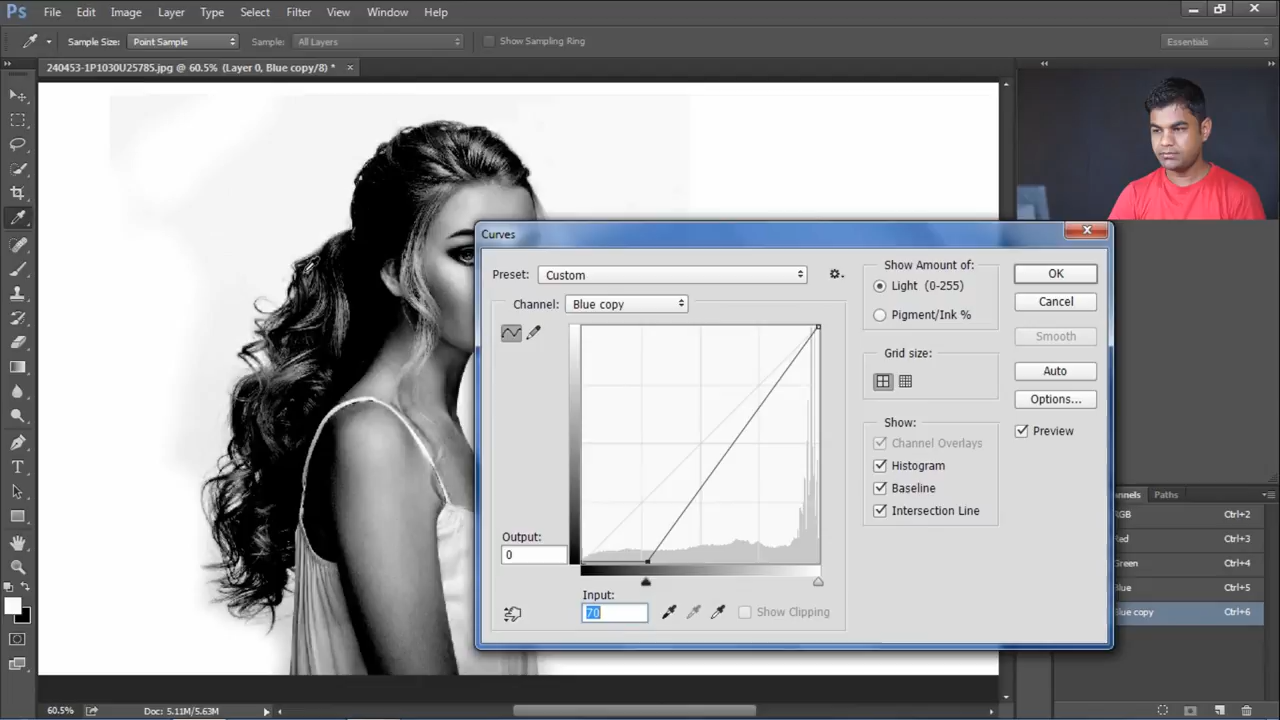 Ps File Edit Image Layer Type Select Filter View Window Help
Sample Size: Point Sample Sample: All Layers Show Sampling Ring Essentials
240453-1P1030U25785.jpg @ 60.5% (Layer 0, Blue copy/8) *
Curves
Preset: Custom
Channel: Blue copy
Output:
0
Input:
70
Show Clipping
Show Amount of:
Light (0-255)
Pigment/Ink %
Grid size:
Show:
Channel Overlays
Histogram
Baseline
Intersection Line
OK
Cancel
Smooth
Auto
Options...
Preview
Paths
RGB Ctrl+2
Red Ctrl+3
Green Ctrl+4
Blue Ctrl+5
Blue copy Ctrl+6
60.5% Doc: 5.11M/5.63M